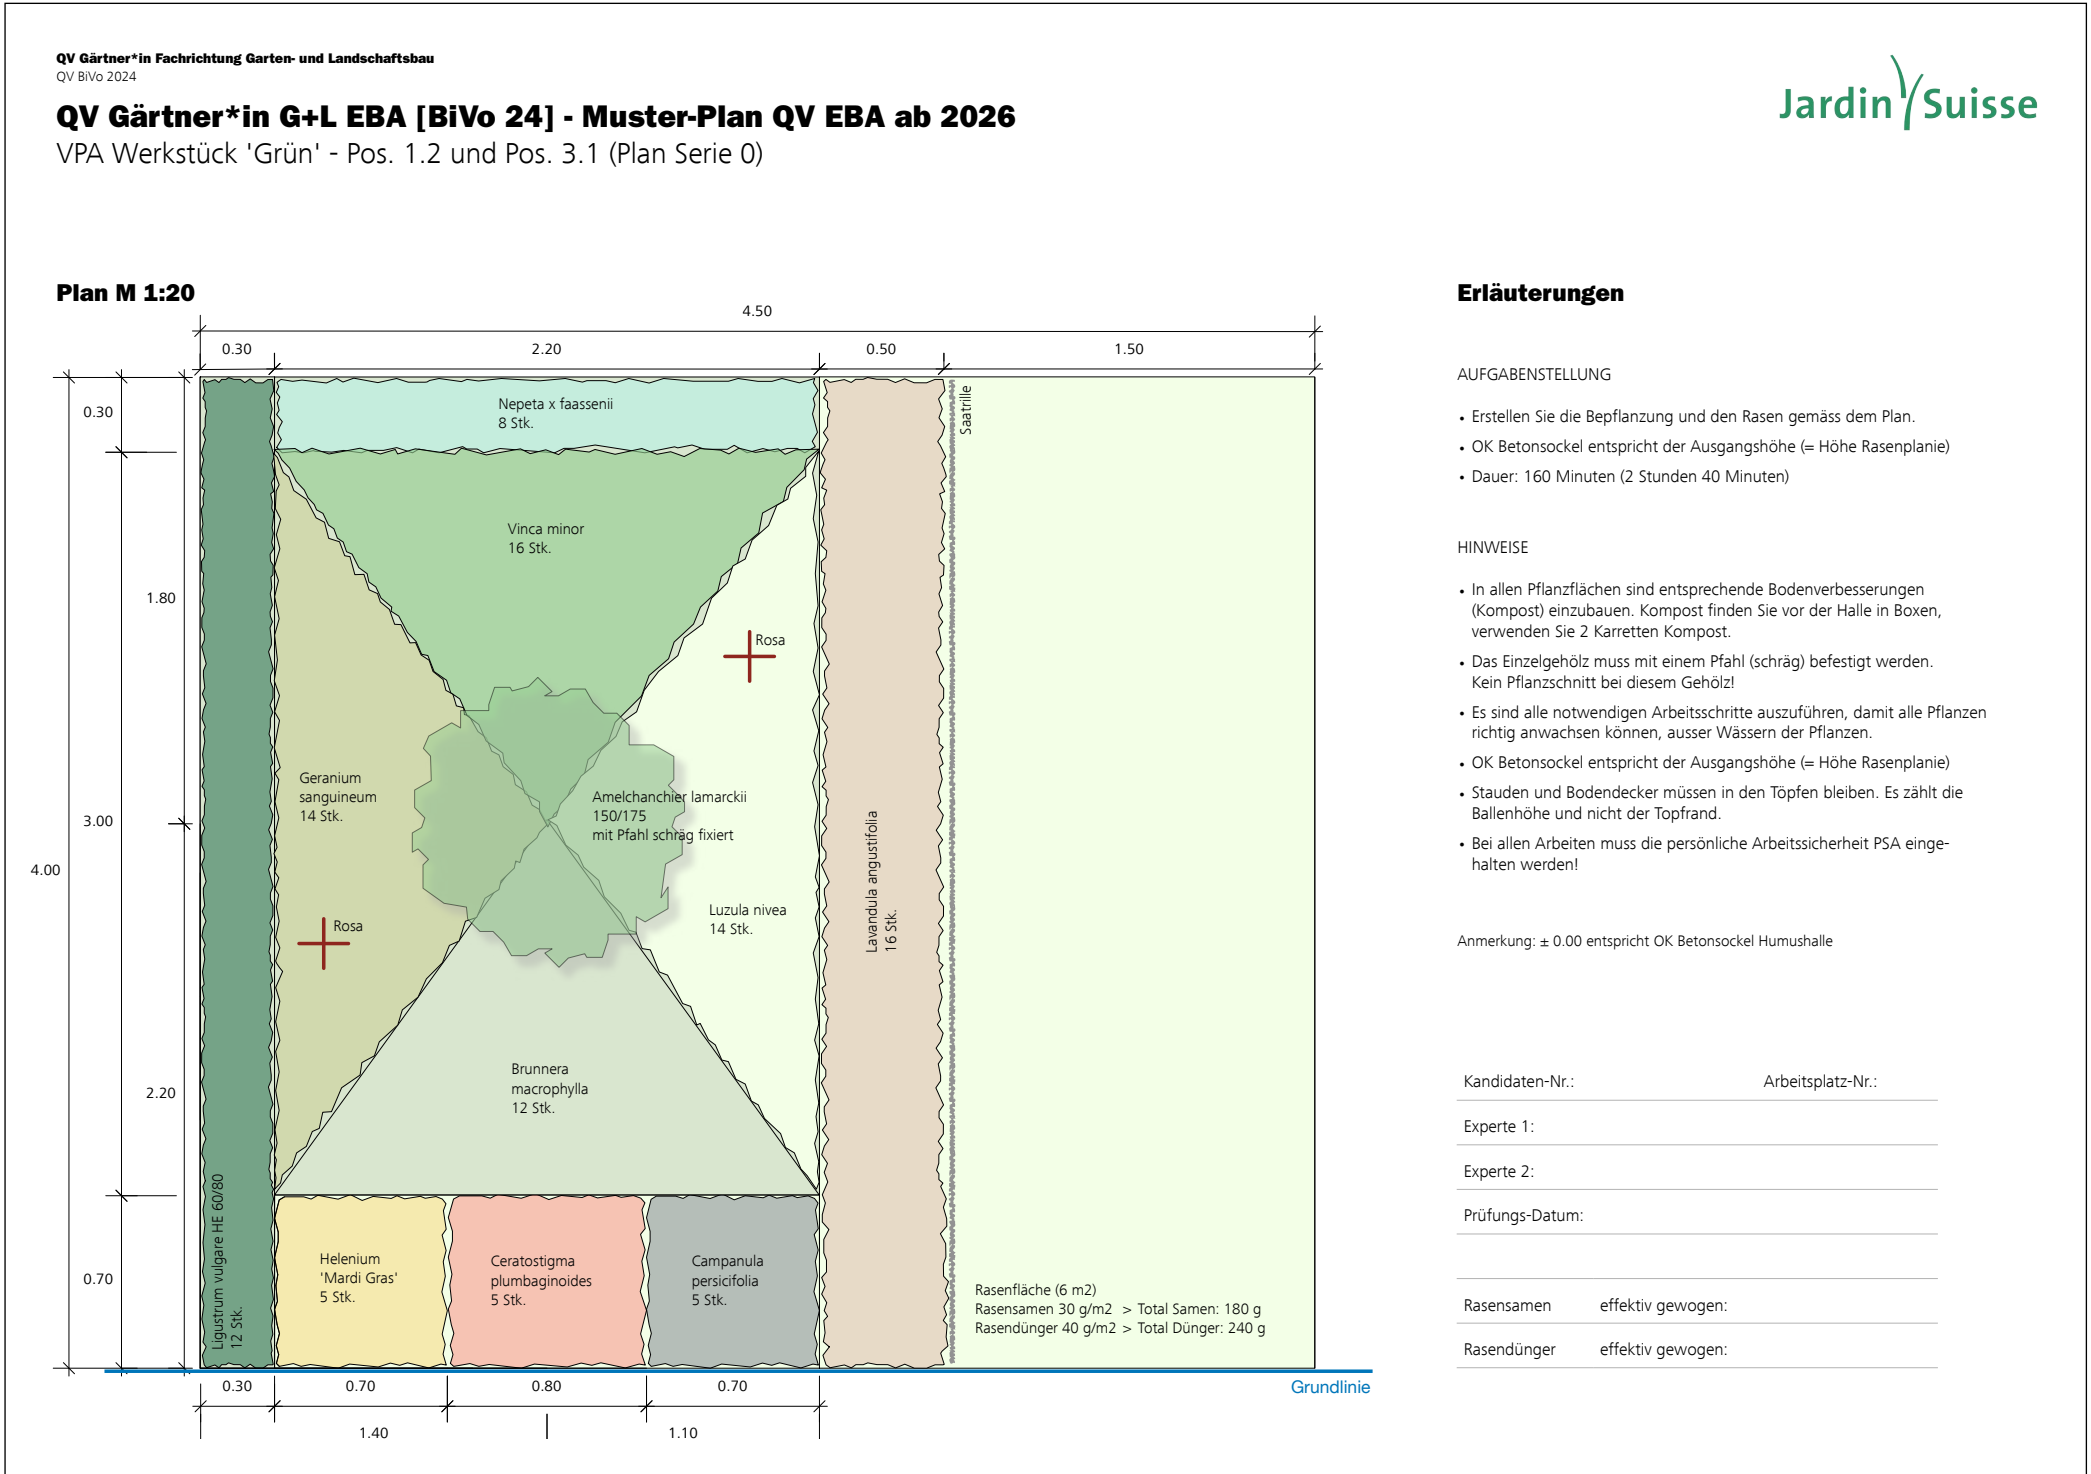 QV Gärtner*in Fachrichtung Garten- und Landschaftsbau
QV BiVo 2024
QV Gärtner*in G+L EBA [BiVo 24] - Muster-Plan QV EBA ab 2026
VPA Werkstück 'Grün' - Pos. 1.2 und Pos. 3.1 (Plan Serie 0)
Jardin Suisse
Plan M 1:20
4.50
0.30
2.20
0.50
1.50
0.30
1.80
3.00
4.00
2.20
0.70
Nepeta x faassenii
8 Stk.
Saatrille
Vinca minor
16 Stk.
Rosa
Geranium
sanguineum
14 Stk.
Amelchanchier lamarckii
150/175
mit Pfahl schräg fixiert
Rosa
Luzula nivea
14 Stk.
Lavandula angustifolia
16 Stk.
Brunnera
macrophylla
12 Stk.
Ligustrum vulgare HE 60/80
12 Stk.
Helenium
'Mardi Gras'
5 Stk.
Ceratostigma
plumbaginoides
5 Stk.
Campanula
persicifolia
5 Stk.
Rasenfläche (6 m2)
Rasensamen 30 g/m2 > Total Samen: 180 g
Rasendünger 40 g/m2 > Total Dünger: 240 g
Grundlinie
0.30
0.70
0.80
0.70
1.40
1.10
Erläuterungen
AUFGABENSTELLUNG
• Erstellen Sie die Bepflanzung und den Rasen gemäss dem Plan.
• OK Betonsockel entspricht der Ausgangshöhe (= Höhe Rasenplanie)
• Dauer: 160 Minuten (2 Stunden 40 Minuten)
HINWEISE
• In allen Pflanzflächen sind entsprechende Bodenverbesserungen
(Kompost) einzubauen. Kompost finden Sie vor der Halle in Boxen,
verwenden Sie 2 Karretten Kompost.
• Das Einzelgehölz muss mit einem Pfahl (schräg) befestigt werden.
Kein Pflanzschnitt bei diesem Gehölz!
• Es sind alle notwendigen Arbeitsschritte auszuführen, damit alle Pflanzen
richtig anwachsen können, ausser Wässern der Pflanzen.
• OK Betonsockel entspricht der Ausgangshöhe (= Höhe Rasenplanie)
• Stauden und Bodendecker müssen in den Töpfen bleiben. Es zählt die
Ballenhöhe und nicht der Topfrand.
• Bei allen Arbeiten muss die persönliche Arbeitssicherheit PSA einge-
halten werden!
Anmerkung: ± 0.00 entspricht OK Betonsockel Humushalle
Kandidaten-Nr.: Arbeitsplatz-Nr.:
Experte 1:
Experte 2:
Prüfungs-Datum:
Rasensamen effektiv gewogen:
Rasendünger effektiv gewogen: